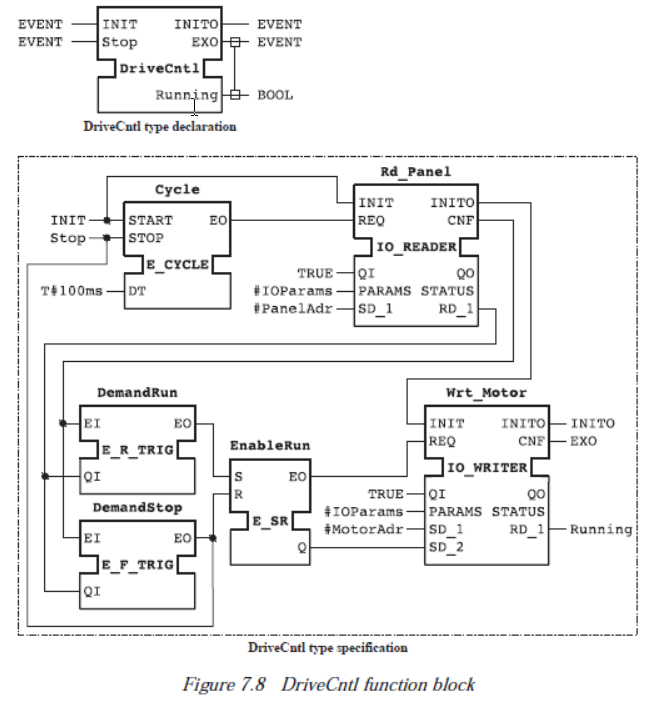 EVENT INIT INITO EVENT
EVENT Stop EXO EVENT
DriveCntl
Running BOOL
DriveCntl type declaration
Rd_Panel
Cycle
INIT INITO
INIT START EO REQ CNF
Stop STOP
E_CYCLE IO_READER
TRUE QI QO
T#100ms DT #IOParams PARAMS STATUS
#PanelAdr SD_1 RD_1
DemandRun Wrt_Motor
EI EO INIT INITO INITO
EnableRun REQ CNF EXO
E_R_TRIG
QI S EO IO_WRITER
R TRUE QI QO
DemandStop #IOParams PARAMS STATUS
E_SR #MotorAdr SD_1 RD_1 Running
EI EO Q SD_2
E_F_TRIG
QI
DriveCntl type specification
Figure 7.8 DriveCntl function block